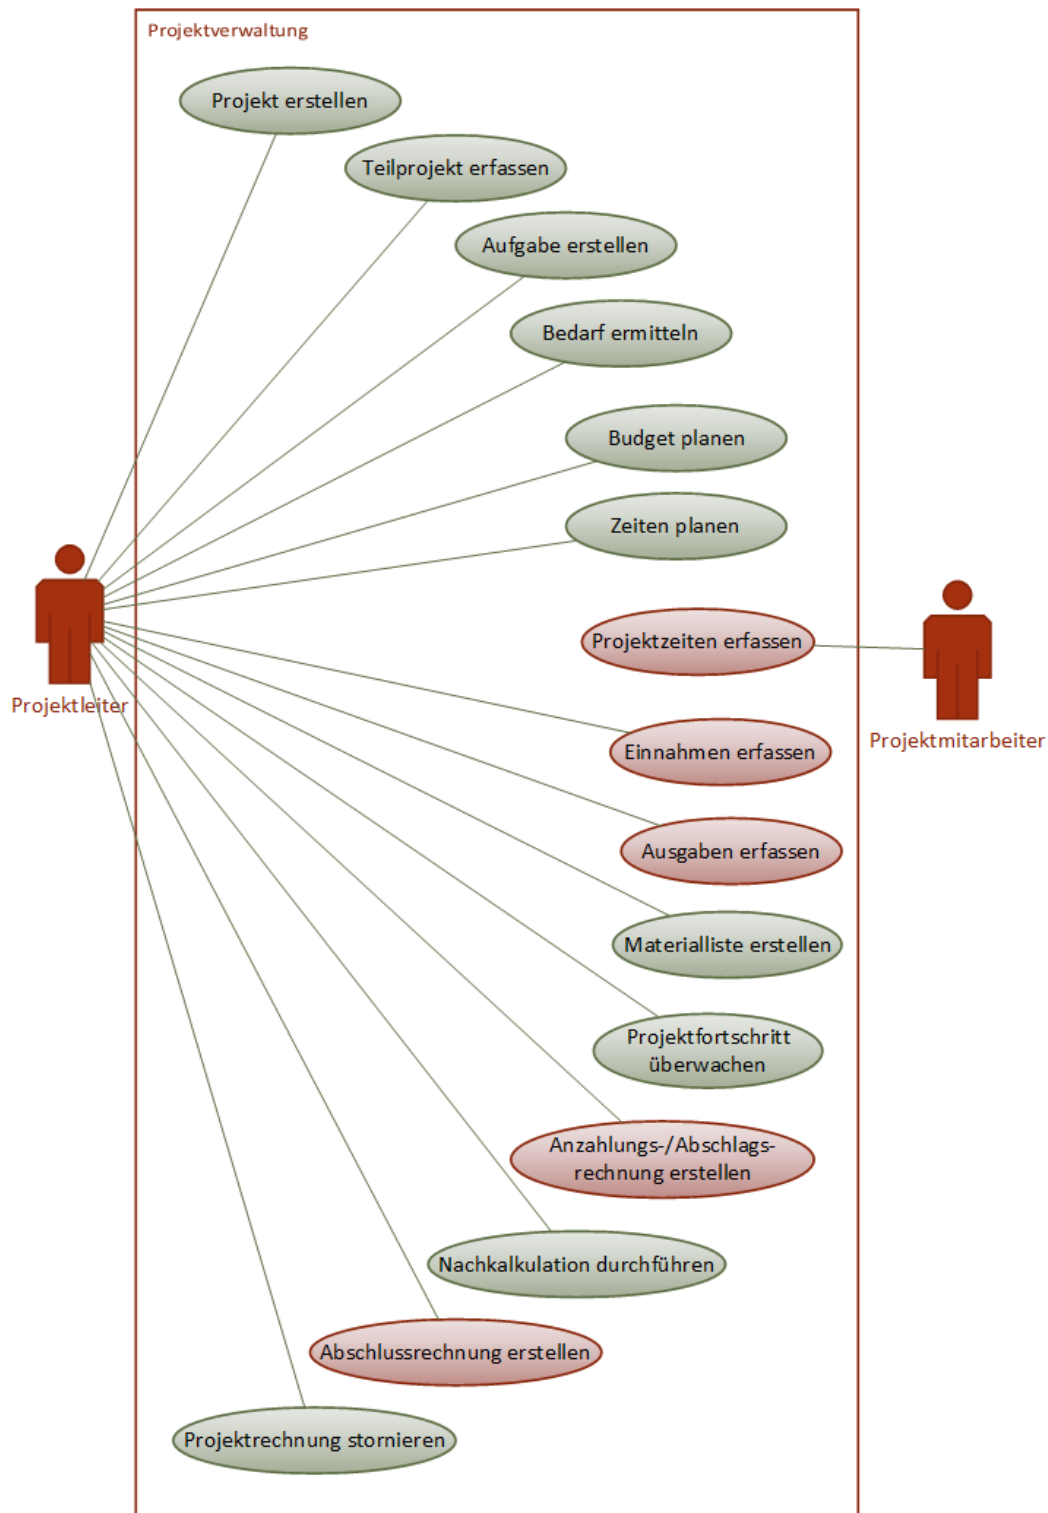 Projektverwaltung
Projekt erstellen
Teilprojekt erfassen
Aufgabe erstellen
Bedarf ermitteln
Budget planen
Zeiten planen
Projektzeiten erfassen
Projektleiter
Projektmitarbeiter
Einnahmen erfassen
Ausgaben erfassen
Materialliste erstellen
Projektfortschritt
überwachen
Anzahlungs-/Abschlags-
rechnung erstellen
Nachkalkulation durchführen
Abschlussrechnung erstellen
Projektrechnung stornieren